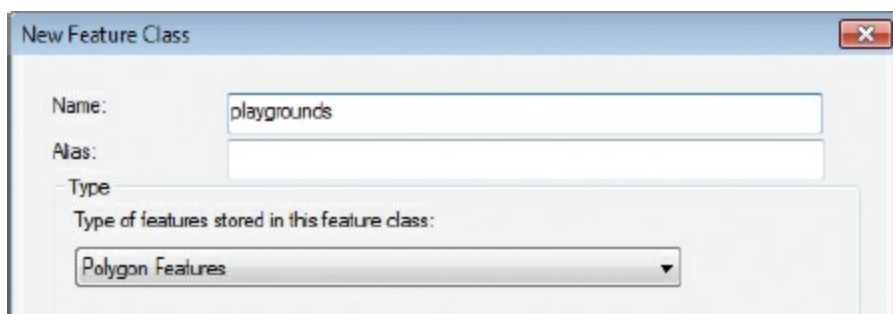 New Feature Class
Name:
playgrounds
Alias:
Type
Type of features stored in this feature class:
Polygon Features